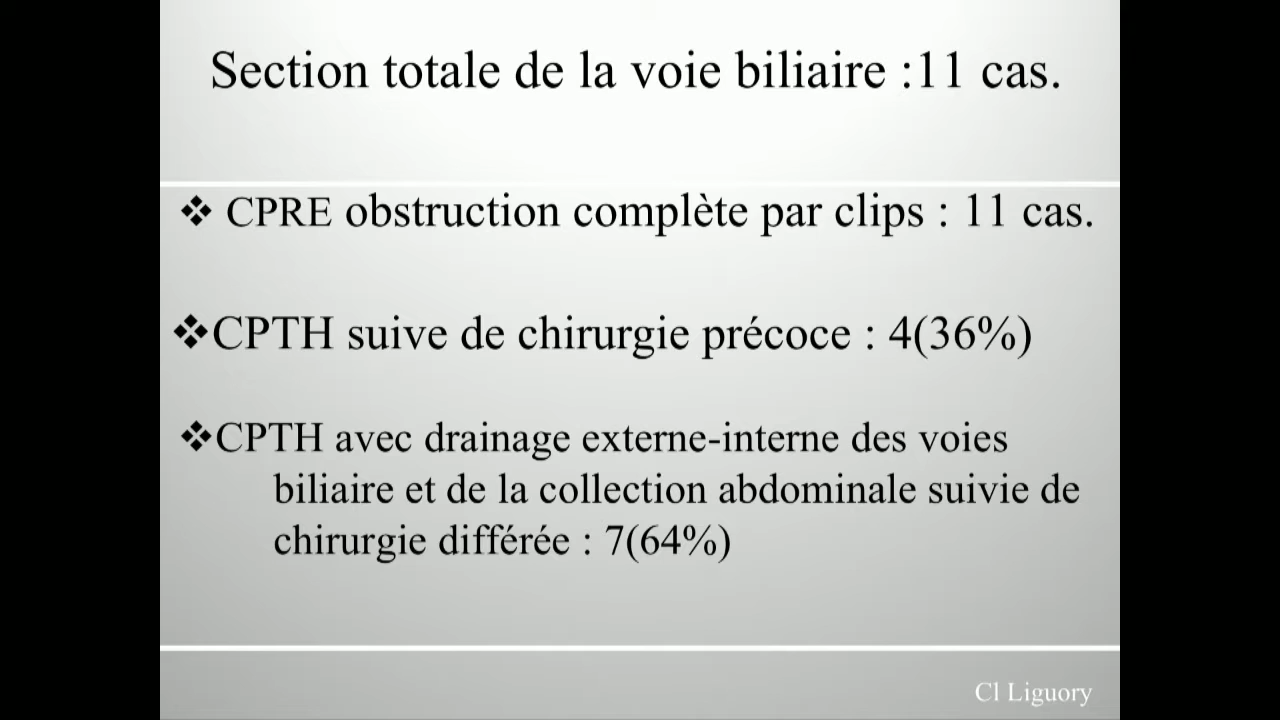 Section totale de la voie biliaire :11 cas.
❖ CPRE obstruction complète par clips : 11 cas.
❖CPTH suive de chirurgie précoce : 4(36%)
❖CPTH avec drainage externe-interne des voies
biliaire et de la collection abdominale suivie de
chirurgie différée : 7(64%)
Cl Liguory